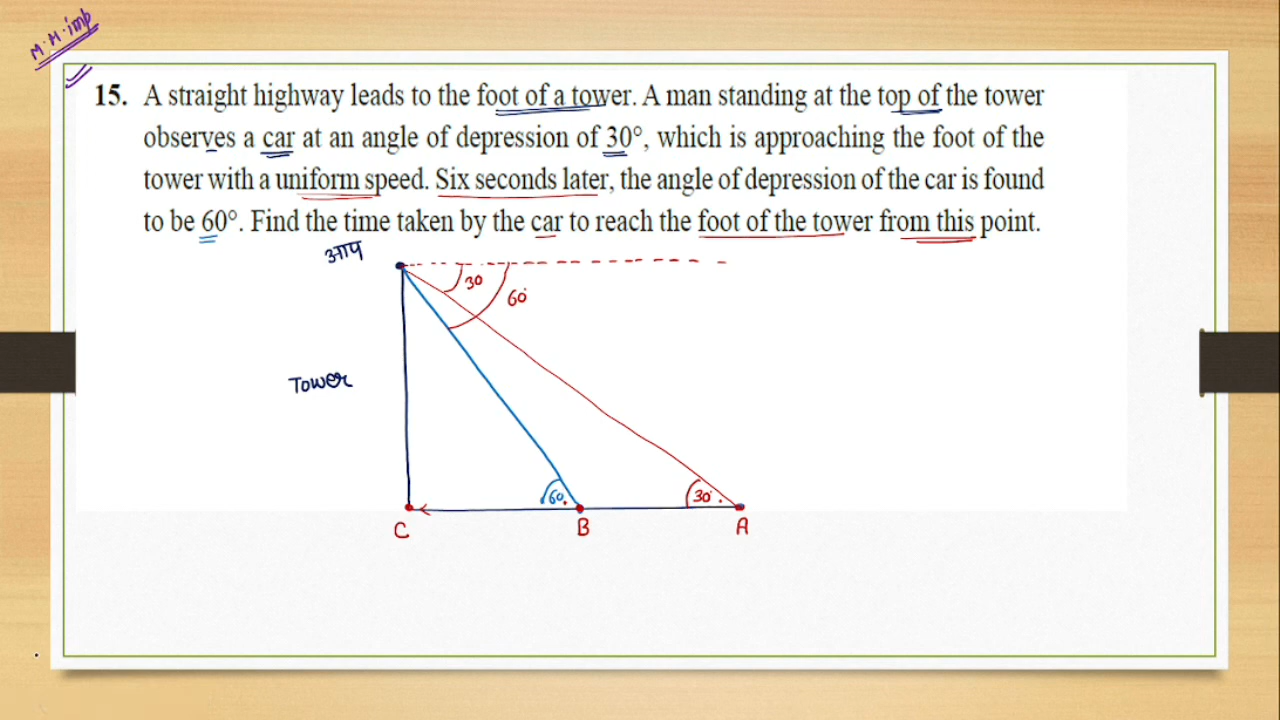 M.M.imp
15. A straight highway leads to the foot of a tower. A man standing at the top of the tower
observes a car at an angle of depression of 30°, which is approaching the foot of the
tower with a uniform speed. Six seconds later, the angle of depression of the car is found
to be 60°. Find the time taken by the car to reach the foot of the tower from this point.
आप
30
60°
Tower
60.
30°.
C B A